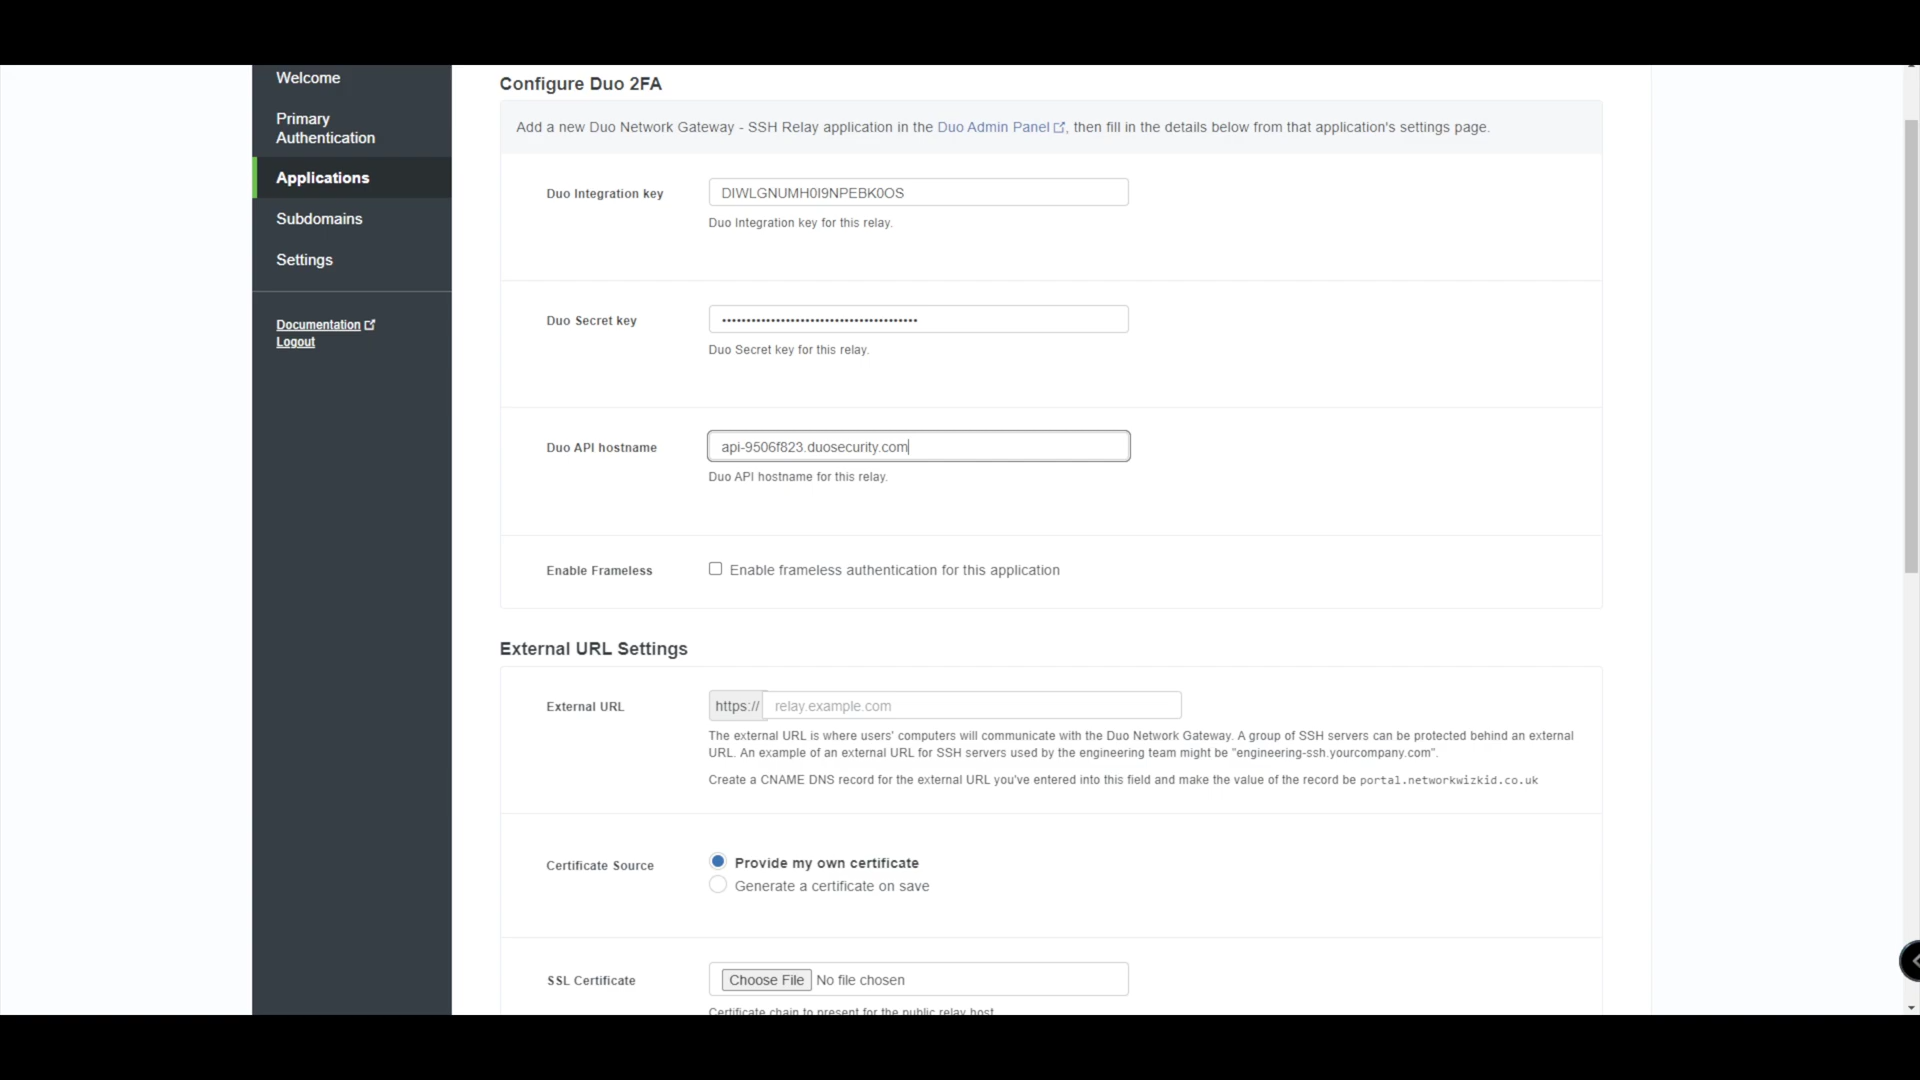 Welcome
Primary
Authentication
Applications
Subdomains
Settings
Documentation
Logout
Configure Duo 2FA
Add a new Duo Network Gateway - SSH Relay application in the Duo Admin Panel, then fill in the details below from that application's settings page.
Duo Integration key
DIWLGNUMH0I9NPEBK0OS
Duo Integration key for this relay.
Duo Secret key
••••••••••••••••••••••••••••••••••••••••
Duo Secret key for this relay.
Duo API hostname
api-9506f823.duosecurity.com
Duo API hostname for this relay.
Enable Frameless
Enable frameless authentication for this application
External URL Settings
External URL
https://
relay.example.com
The external URL is where users' computers will communicate with the Duo Network Gateway. A group of SSH servers can be protected behind an external
URL. An example of an external URL for SSH servers used by the engineering team might be "engineering-ssh.yourcompany.com".
Create a CNAME DNS record for the external URL you've entered into this field and make the value of the record be portal.networkwizkid.co.uk
Certificate Source
Provide my own certificate
Generate a certificate on save
SSL Certificate
Choose File No file chosen
Certificate chain to present for the public relay host.